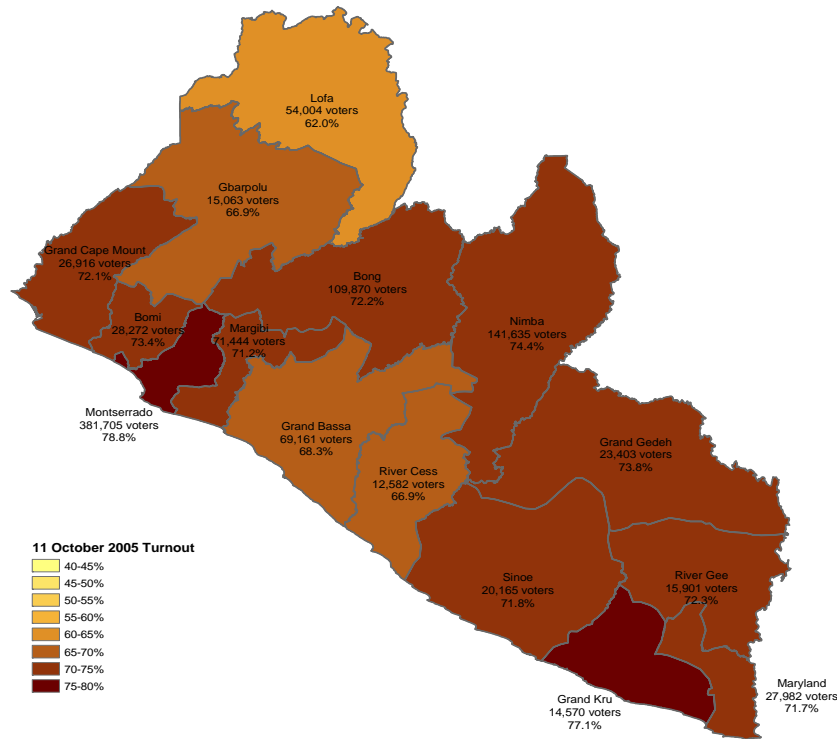 Lofa
54,004 voters
62.0%
Gbarpolu
15,063 voters
66.9%
Grand Cape Mount
26,916 voters
72.1%
Bong
109,870 voters
72.2%
Bomi
28,272 voters
73.4%
Margibi
71,444 voters
71.2%
Nimba
141,635 voters
74.4%
Montserrado
381,705 voters
78.8%
Grand Bassa
69,161 voters
68.3%
Grand Gedeh
23,403 voters
73.8%
River Cess
12,582 voters
66.9%
Sinoe
20,165 voters
71.8%
River Gee
15,901 voters
72.3%
Grand Kru
14,570 voters
77.1%
Maryland
27,982 voters
71.7%
11 October 2005 Turnout
40-45%
45-50%
50-55%
55-60%
60-65%
65-70%
70-75%
75-80%